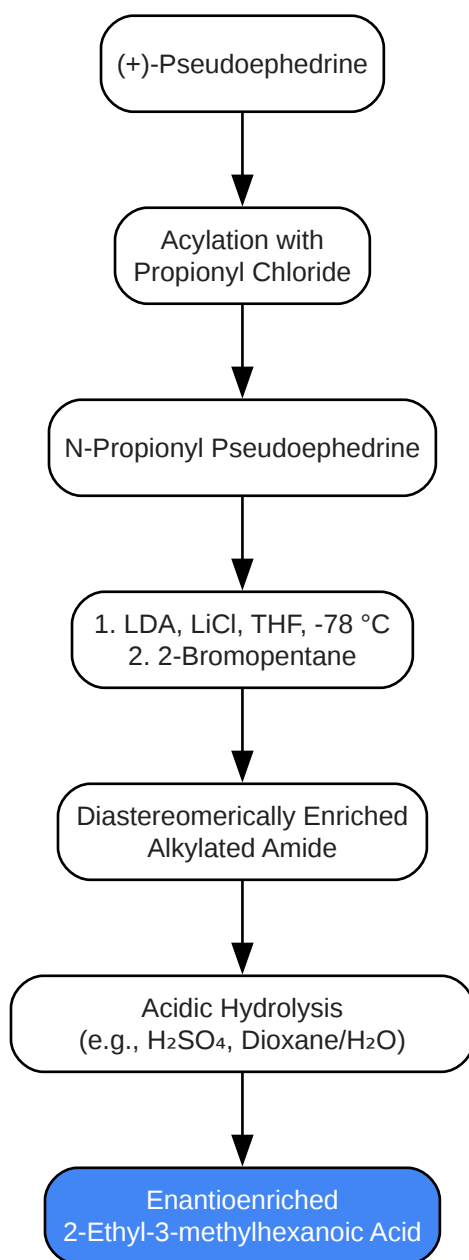 (+)-Pseudoephedrine
Acylation with
Propionyl Chloride
N-Propionyl Pseudoephedrine
1. LDA, LiCl, THF, -78 °C
2. 2-Bromopentane
Diastereomerically Enriched
Alkylated Amide
Acidic Hydrolysis
(e.g., H₂SO₄, Dioxane/H₂O)
Enantioenriched
2-Ethyl-3-methylhexanoic Acid